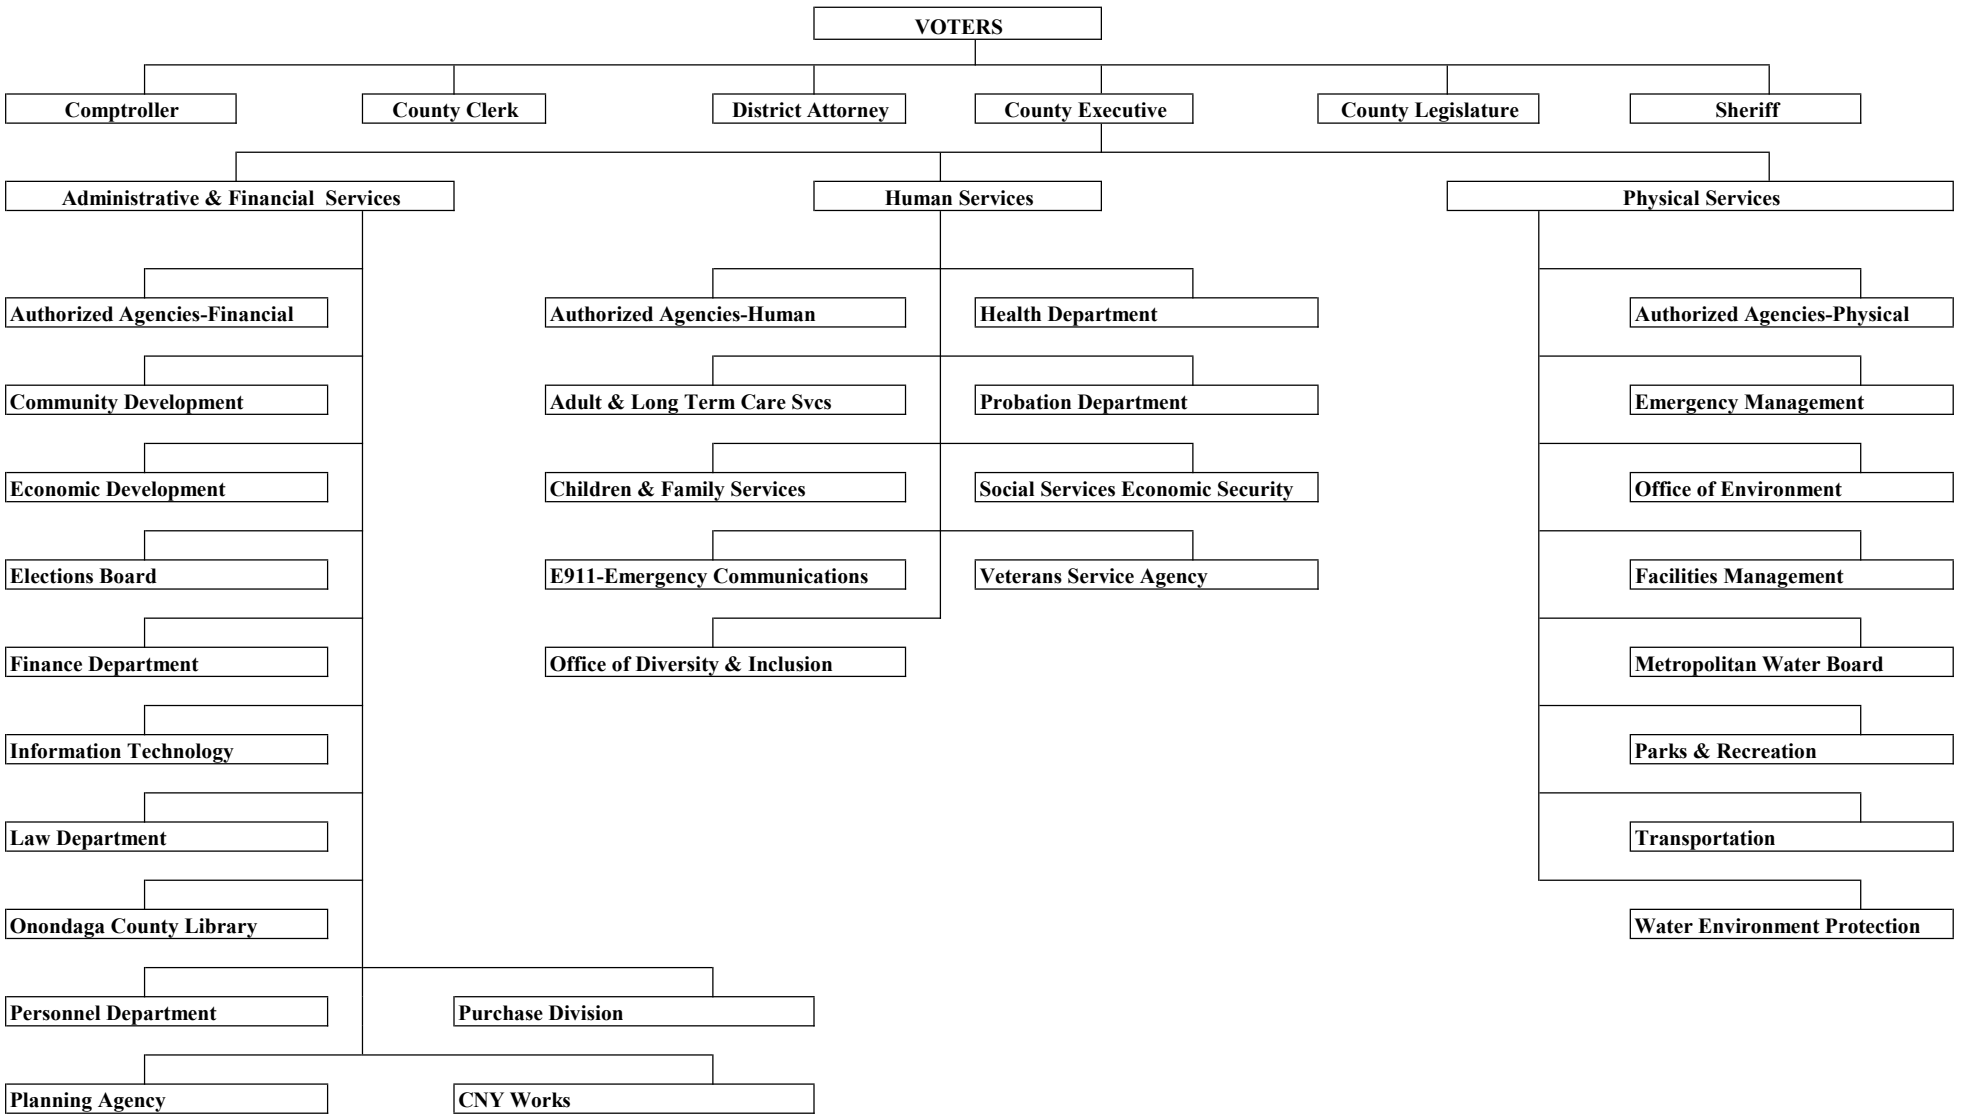 VOTERS
Comptroller
County Clerk
District Attorney
County Executive
County Legislature
Sheriff
Administrative & Financial Services
Human Services
Physical Services
Authorized Agencies-Financial
Authorized Agencies-Human
Health Department
Authorized Agencies-Physical
Community Development
Adult & Long Term Care Svcs
Probation Department
Emergency Management
Economic Development
Children & Family Services
Social Services Economic Security
Office of Environment
Elections Board
E911-Emergency Communications
Veterans Service Agency
Facilities Management
Finance Department
Office of Diversity & Inclusion
Metropolitan Water Board
Information Technology
Parks & Recreation
Law Department
Transportation
Onondaga County Library
Water Environment Protection
Personnel Department
Purchase Division
Planning Agency
CNY Works